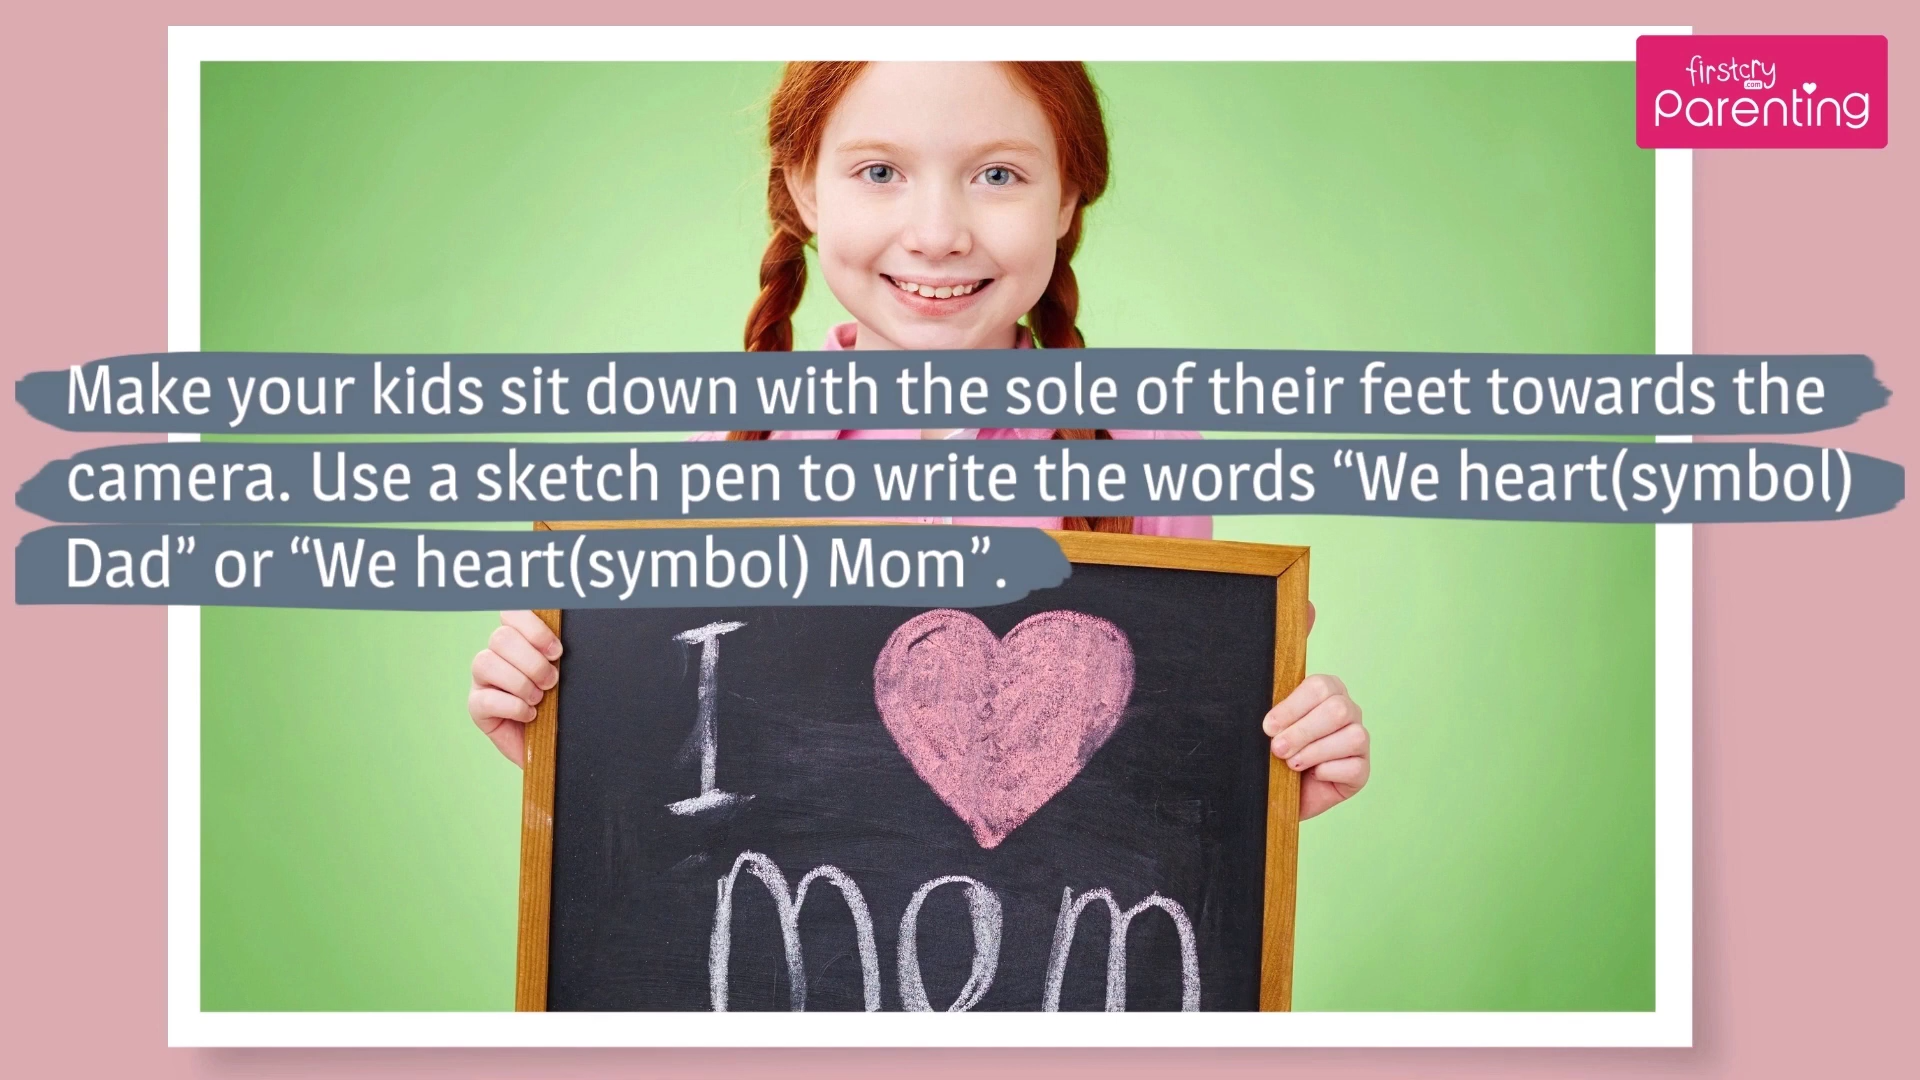 firstcry
.com
Parenting
Make your kids sit down with the sole of their feet towards the
camera. Use a sketch pen to write the words “We heart(symbol)
Dad” or “We heart(symbol) Mom”.
I
mom